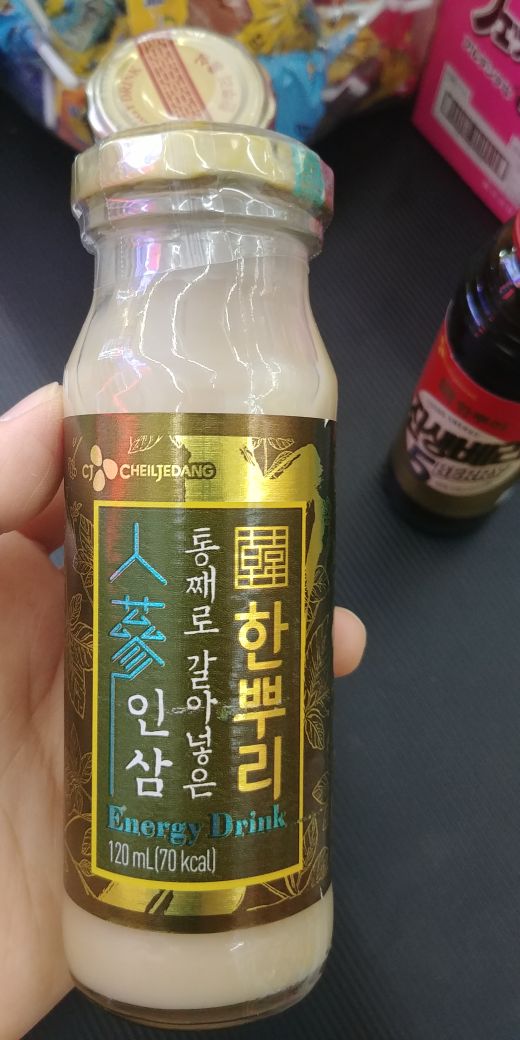 CJ CHEILJEDANG
韓
한뿌리
통째로 갈아 넣은
人蔘
인삼
Energy Drink
120 mL(70 kcal)